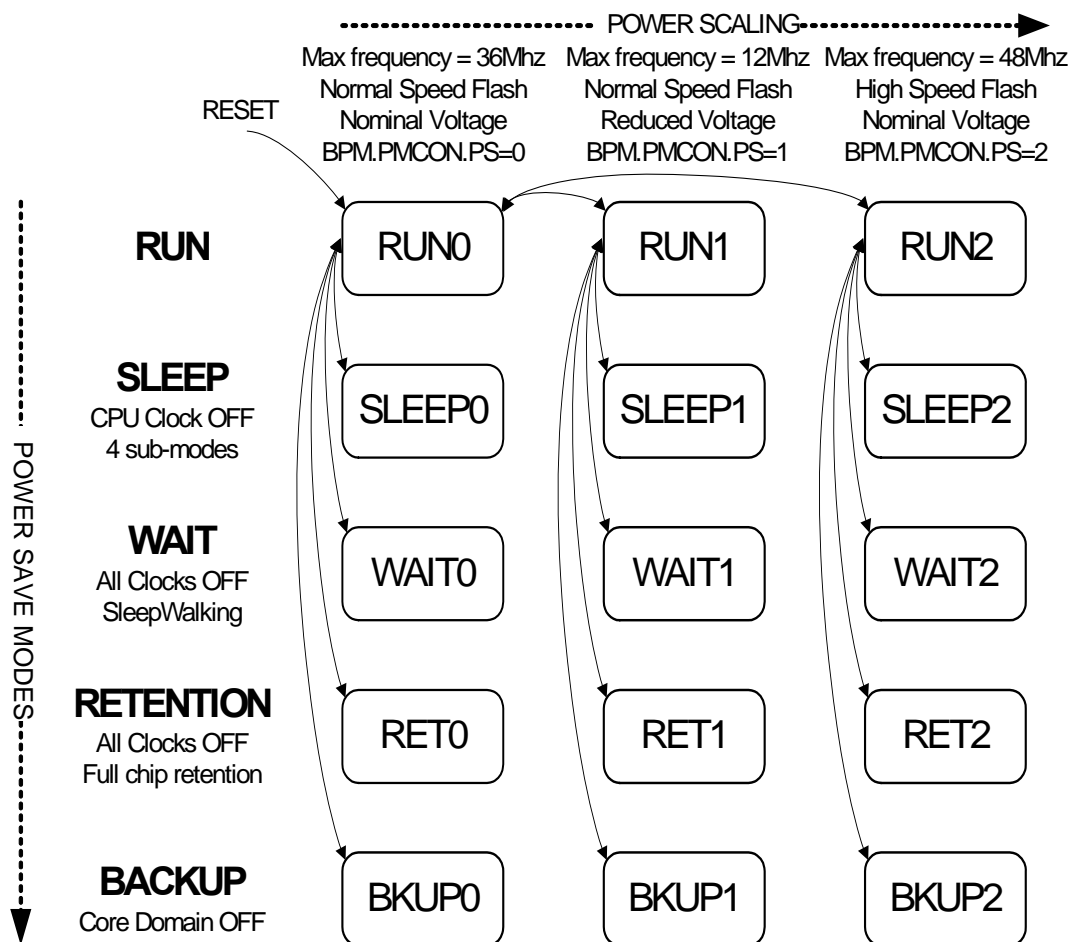 POWER SCALING
Max frequency = 36Mhz
Normal Speed Flash
Nominal Voltage
BPM.PMCON.PS=0
Max frequency = 12Mhz
Normal Speed Flash
Reduced Voltage
BPM.PMCON.PS=1
Max frequency = 48Mhz
High Speed Flash
Nominal Voltage
BPM.PMCON.PS=2
RESET
POWER SAVE MODES
RUN
RUN0
RUN1
RUN2
SLEEP
CPU Clock OFF
4 sub-modes
SLEEP0
SLEEP1
SLEEP2
WAIT
All Clocks OFF
SleepWalking
WAIT0
WAIT1
WAIT2
RETENTION
All Clocks OFF
Full chip retention
RET0
RET1
RET2
BACKUP
Core Domain OFF
BKUP0
BKUP1
BKUP2